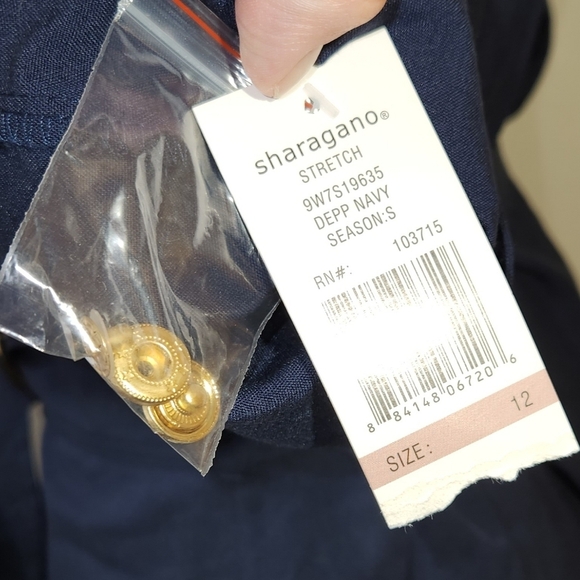 sharagano®
STRETCH
9W7S19635
DEPP NAVY
SEASON:S
RN#: 103715
8 84148 06720 6
SIZE: 12